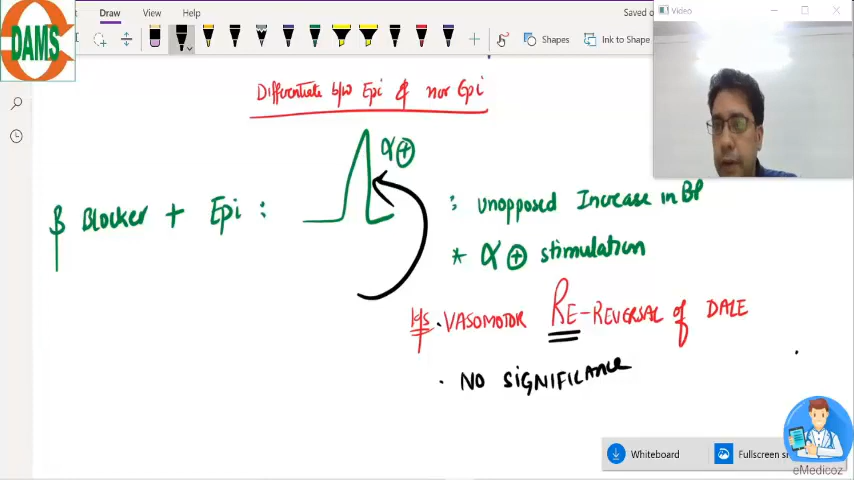 DAMS
Draw
View
Help
Saved o
Video
Shapes
Ink to Shape
Differentiate b/w Epi & nor Epi
α +
β Blocker + Epi :
: unopposed Increase in BP
* α + stimulation
k/s · VASOMOTOR RE-REVERSAL of DALE
· NO SIGNIFICANCE
Whiteboard
Fullscreen s
eMedicoz